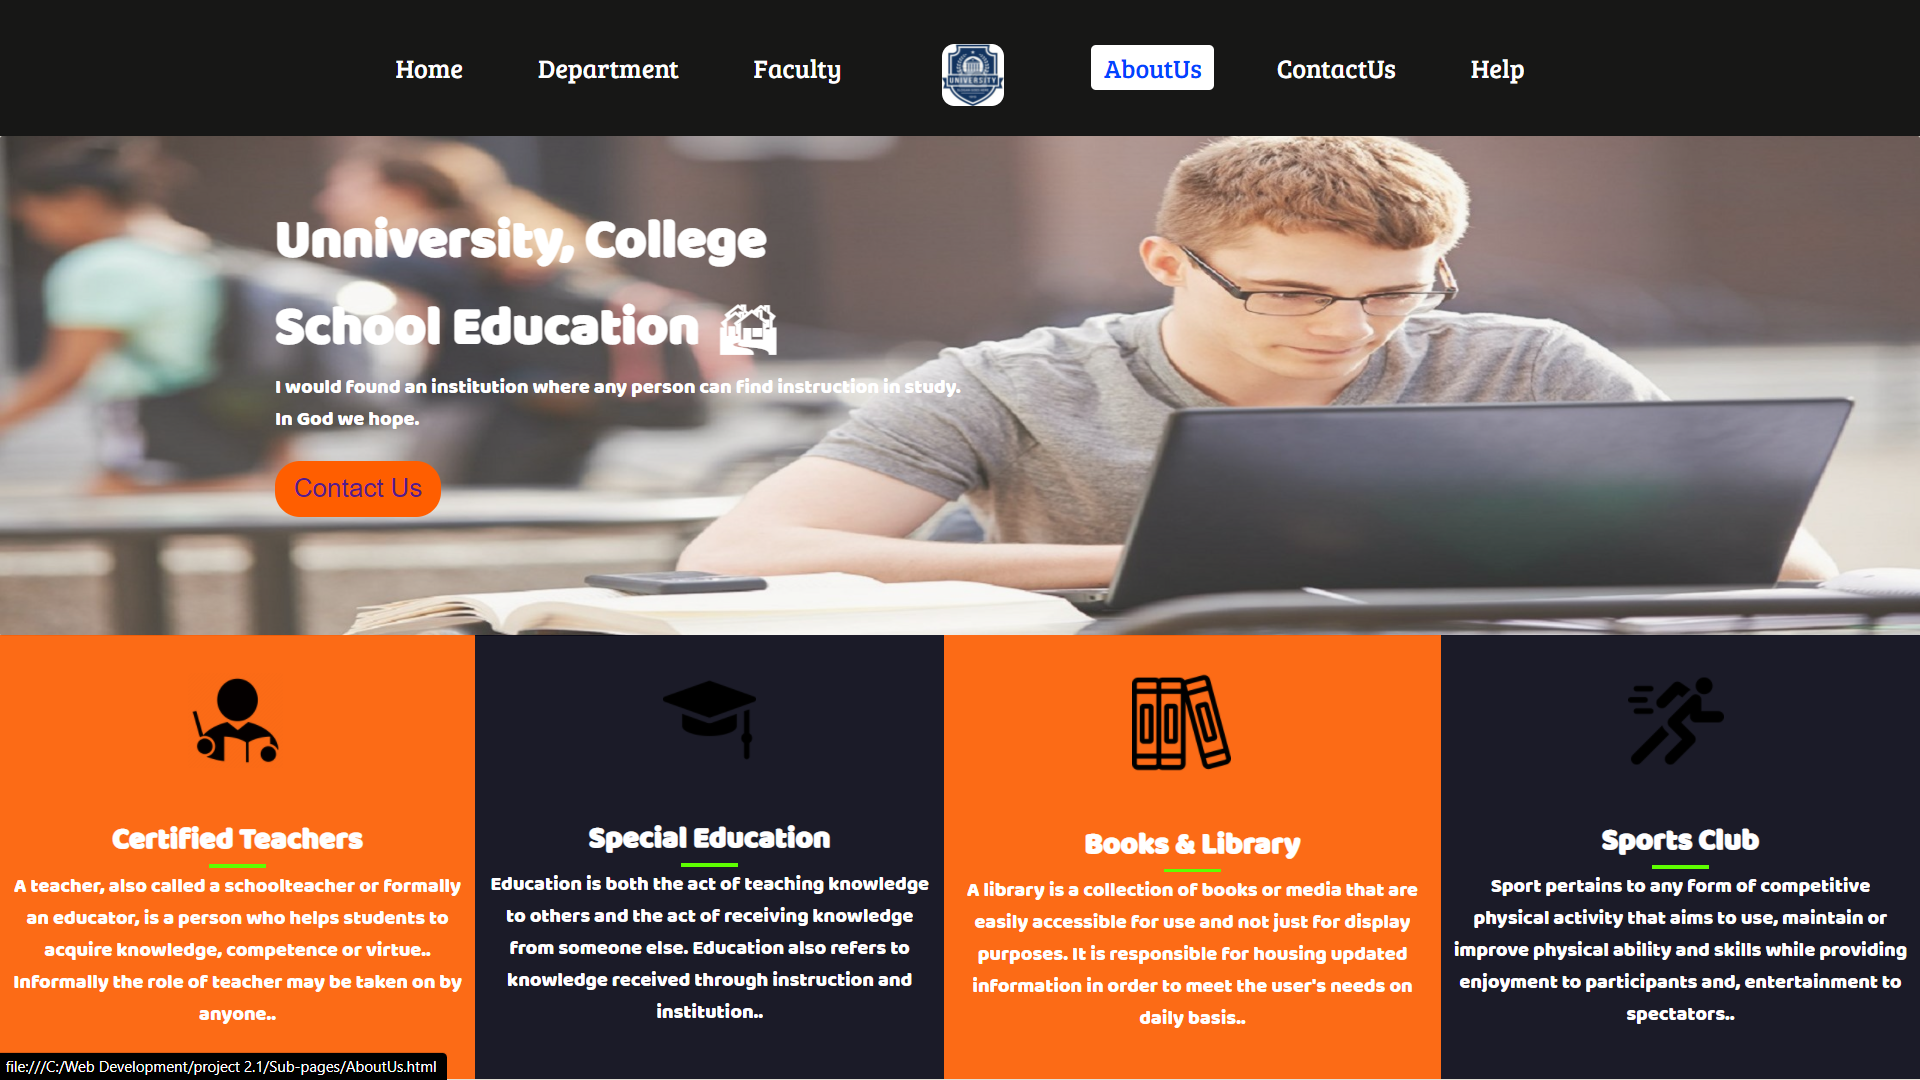 Home Department Faculty UNIVERSITY AboutUs ContactUs Help
Unniversity, College
School Education
I would found an institution where any person can find instruction in study.
In God we hope.
Contact Us
Certified Teachers
A teacher, also called a schoolteacher or formally
an educator, is a person who helps students to
acquire knowledge, competence or virtue..
Informally the role of teacher may be taken on by
anyone..
Special Education
Education is both the act of teaching knowledge
to others and the act of receiving knowledge
from someone else. Education also refers to
knowledge received through instruction and
institution..
Books & Library
A library is a collection of books or media that are
easily accessible for use and not just for display
purposes. It is responsible for housing updated
information in order to meet the user's needs on
daily basis..
Sports Club
Sport pertains to any form of competitive
physical activity that aims to use, maintain or
improve physical ability and skills while providing
enjoyment to participants and, entertainment to
spectators..
file:///C:/Web Development/project 2.1/Sub-pages/AboutUs.html